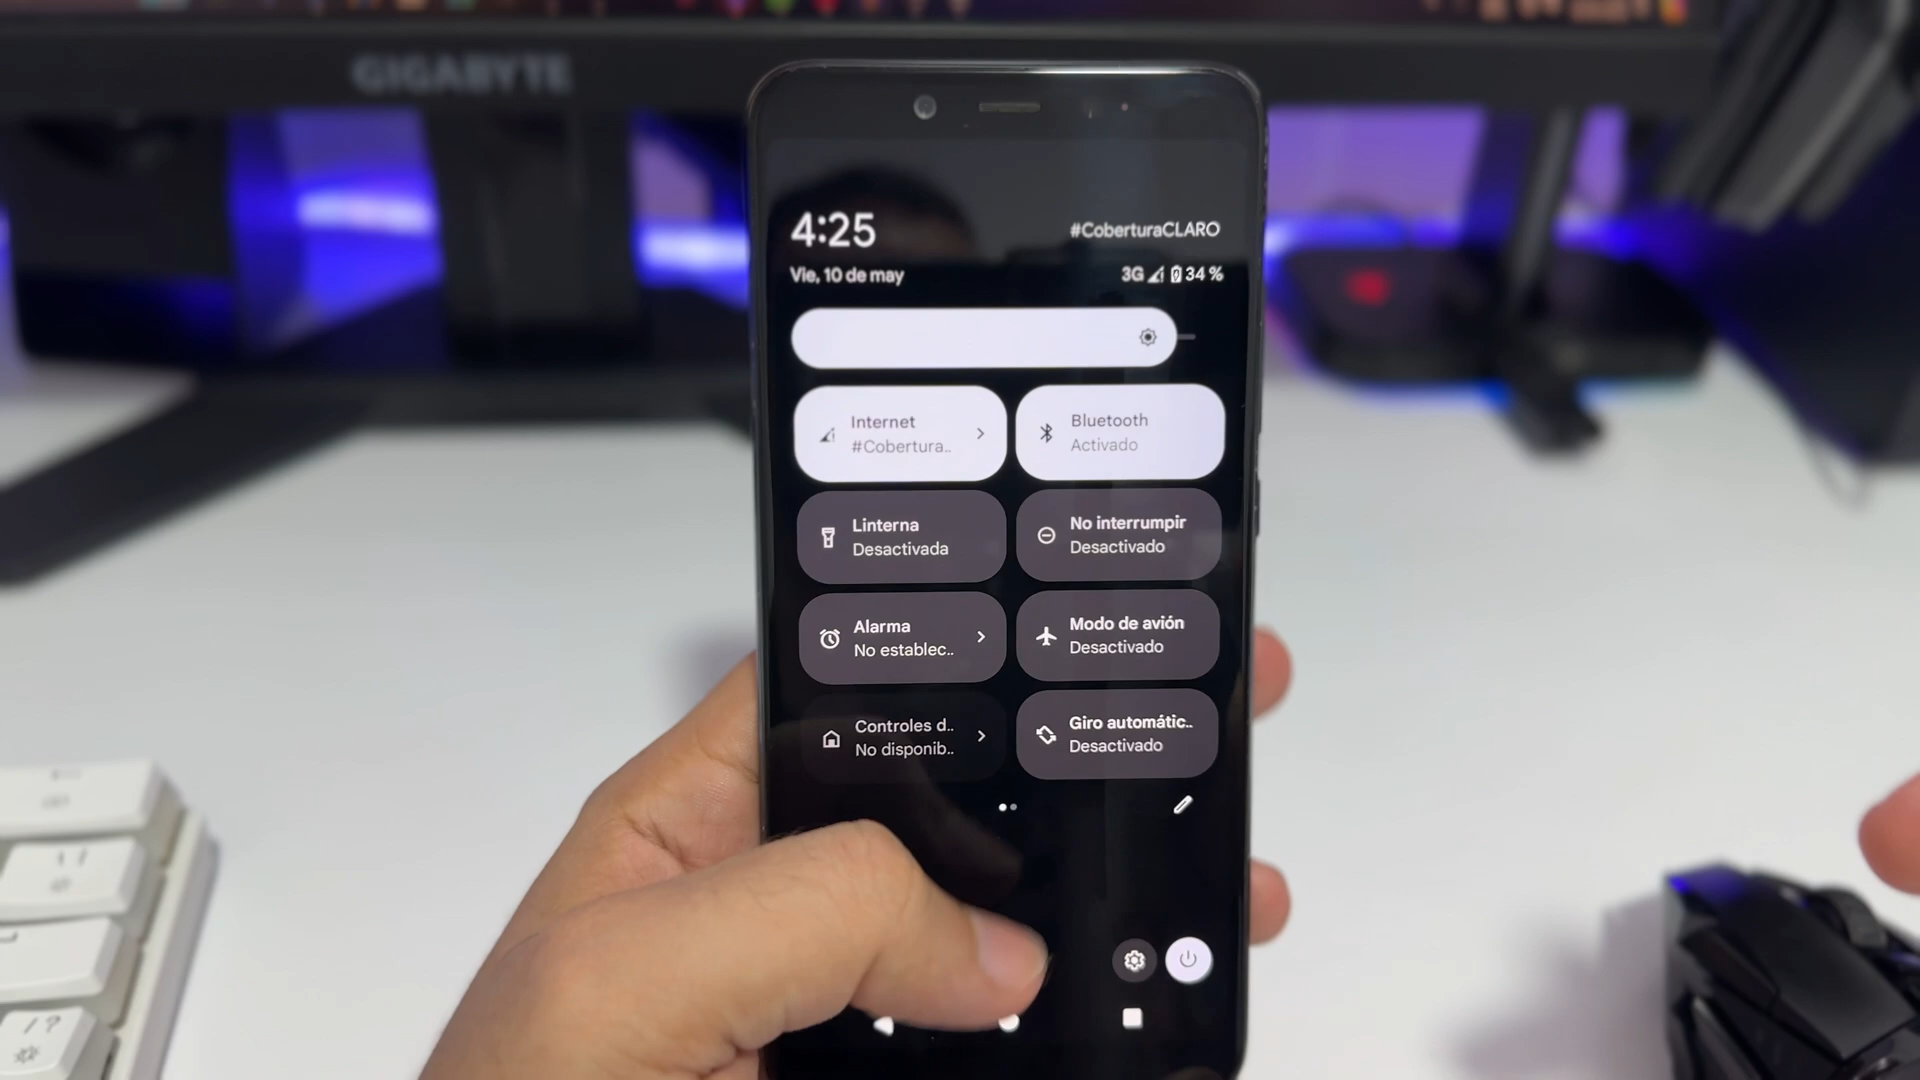 GIGABYTE
4:25
#CoberturaCLARO
Vie, 10 de may
3G 34 %
Internet
#Cobertura..
Bluetooth
Activado
Linterna
Desactivada
No interrumpir
Desactivado
Alarma
No establec..
Modo de avión
Desactivado
Controles d..
No disponib..
Giro automátic..
Desactivado